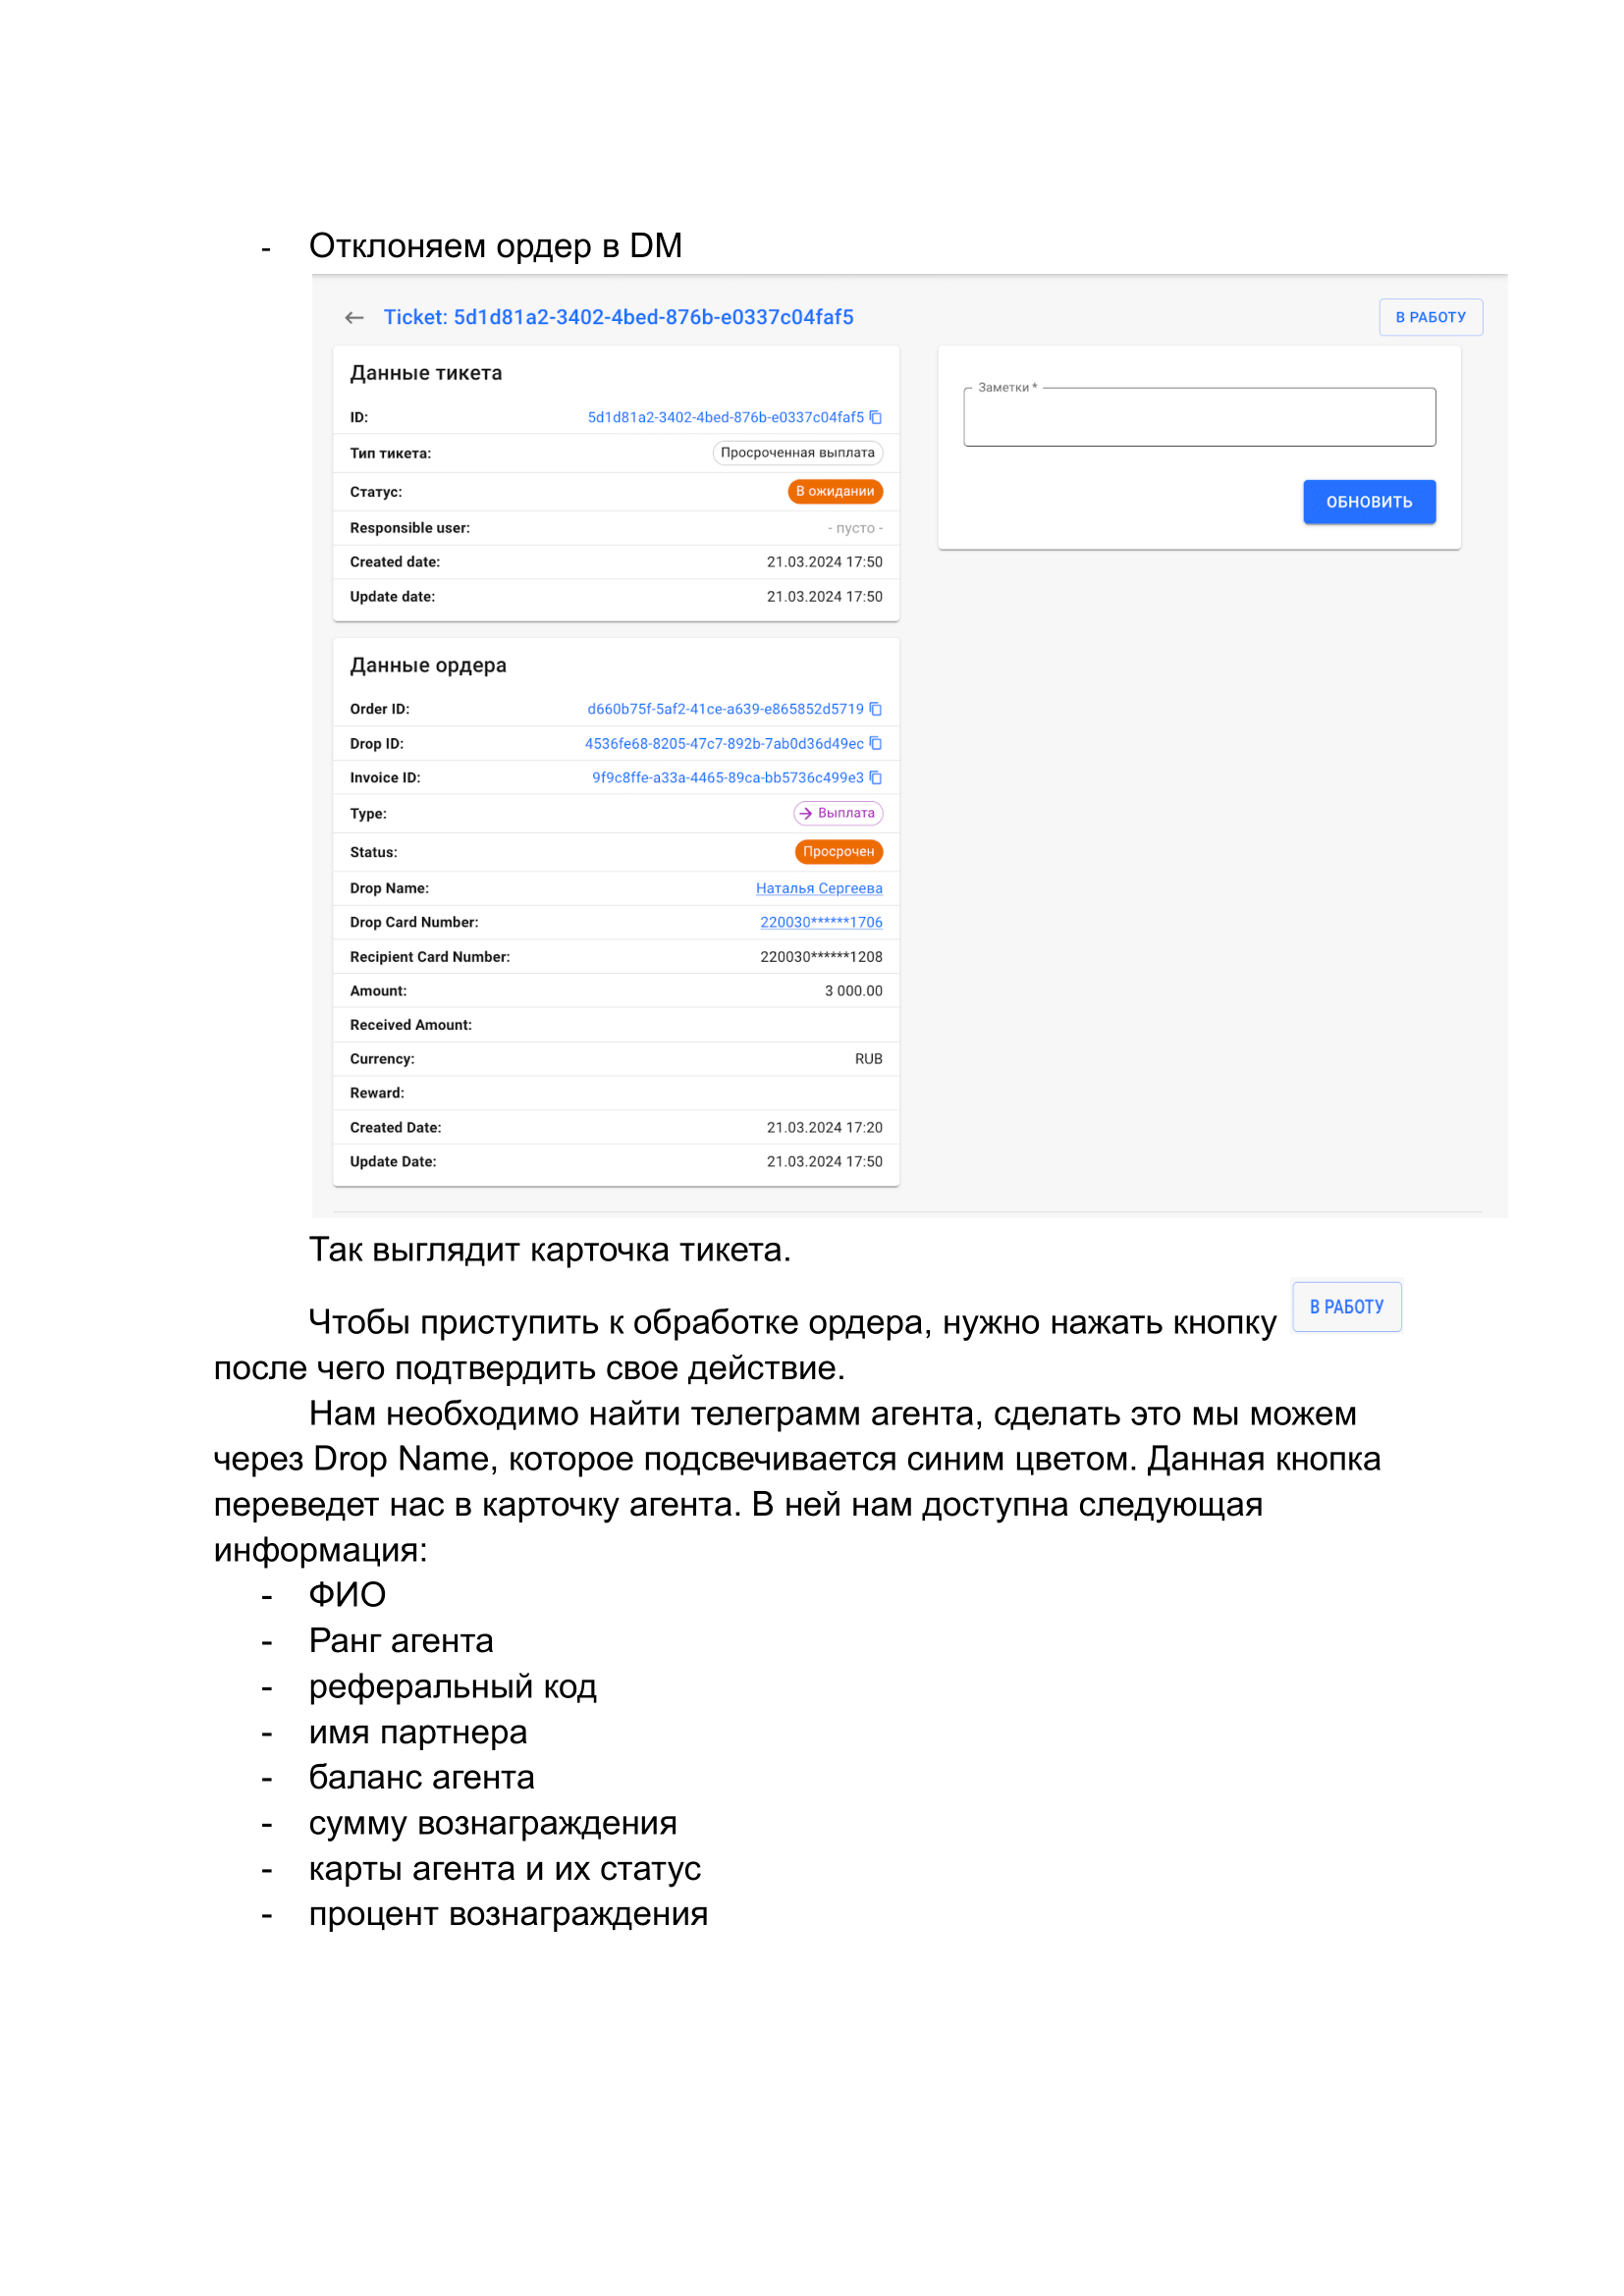 - Отклоняем ордер в DM
Ticket: 5d1d81a2-3402-4bed-876b-e0337c04faf5
В РАБОТУ
Данные тикета
ID: 5d1d81a2-3402-4bed-876b-e0337c04faf5
Тип тикета: Просроченная выплата
Статус: В ожидании
Responsible user: - пусто -
Created date: 21.03.2024 17:50
Update date: 21.03.2024 17:50
Заметки *
ОБНОВИТЬ
Данные ордера
Order ID: d660b75f-5af2-41ce-a639-e865852d5719
Drop ID: 4536fe68-8205-47c7-892b-7ab0d36d49ec
Invoice ID: 9f9c8ffe-a33a-4465-89ca-bb5736c499e3
Type: Выплата
Status: Просрочен
Drop Name: Наталья Сергеева
Drop Card Number: 220030******1706
Recipient Card Number: 220030******1208
Amount: 3 000.00
Received Amount:
Currency: RUB
Reward:
Created Date: 21.03.2024 17:20
Update Date: 21.03.2024 17:50
Так выглядит карточка тикета.
Чтобы приступить к обработке ордера, нужно нажать кнопку В РАБОТУ
после чего подтвердить свое действие.
Нам необходимо найти телеграмм агента, сделать это мы можем
через Drop Name, которое подсвечивается синим цветом. Данная кнопка
переведет нас в карточку агента. В ней нам доступна следующая
информация:
- ФИО
- Ранг агента
- реферальный код
- имя партнера
- баланс агента
- сумму вознаграждения
- карты агента и их статус
- процент вознаграждения